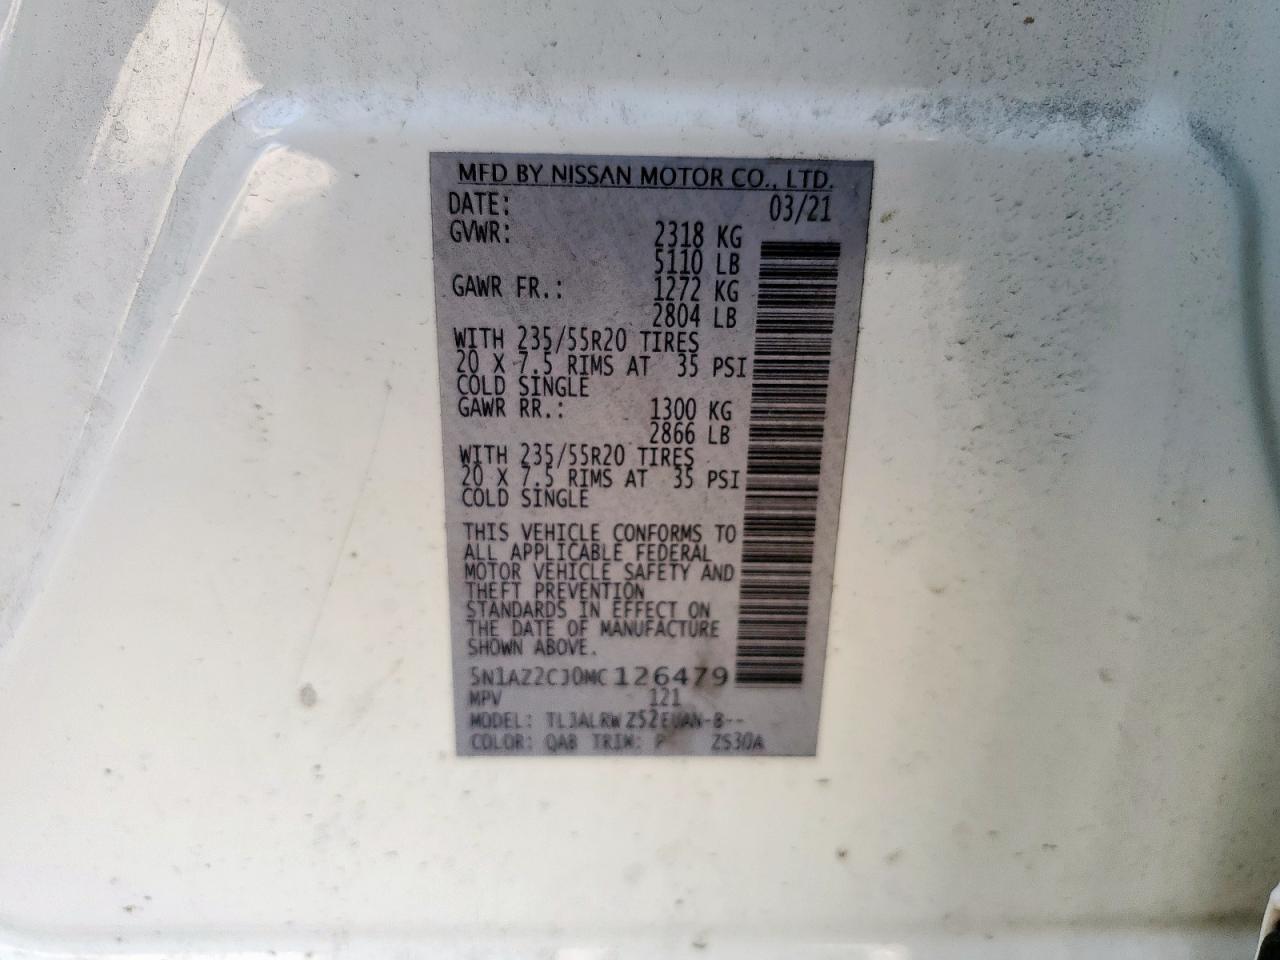 MFD BY NISSAN MOTOR CO., LTD.
DATE: 03/21
GVWR: 2318 KG
5110 LB
GAWR FR.: 1272 KG
2804 LB
WITH 235/55R20 TIRES
20 X 7.5 RIMS AT 35 PSI
COLD SINGLE
GAWR RR.: 1300 KG
2866 LB
WITH 235/55R20 TIRES
20 X 7.5 RIMS AT 35 PSI
COLD SINGLE
THIS VEHICLE CONFORMS TO
ALL APPLICABLE FEDERAL
MOTOR VEHICLE SAFETY AND
THEFT PREVENTION
STANDARDS IN EFFECT ON
THE DATE OF MANUFACTURE
SHOWN ABOVE.
5N1AZ2CJ0MC126479
MPV 121
MODEL: TL3ALRW Z52EUAN-B--
COLOR: QAB TRIM: Z530A